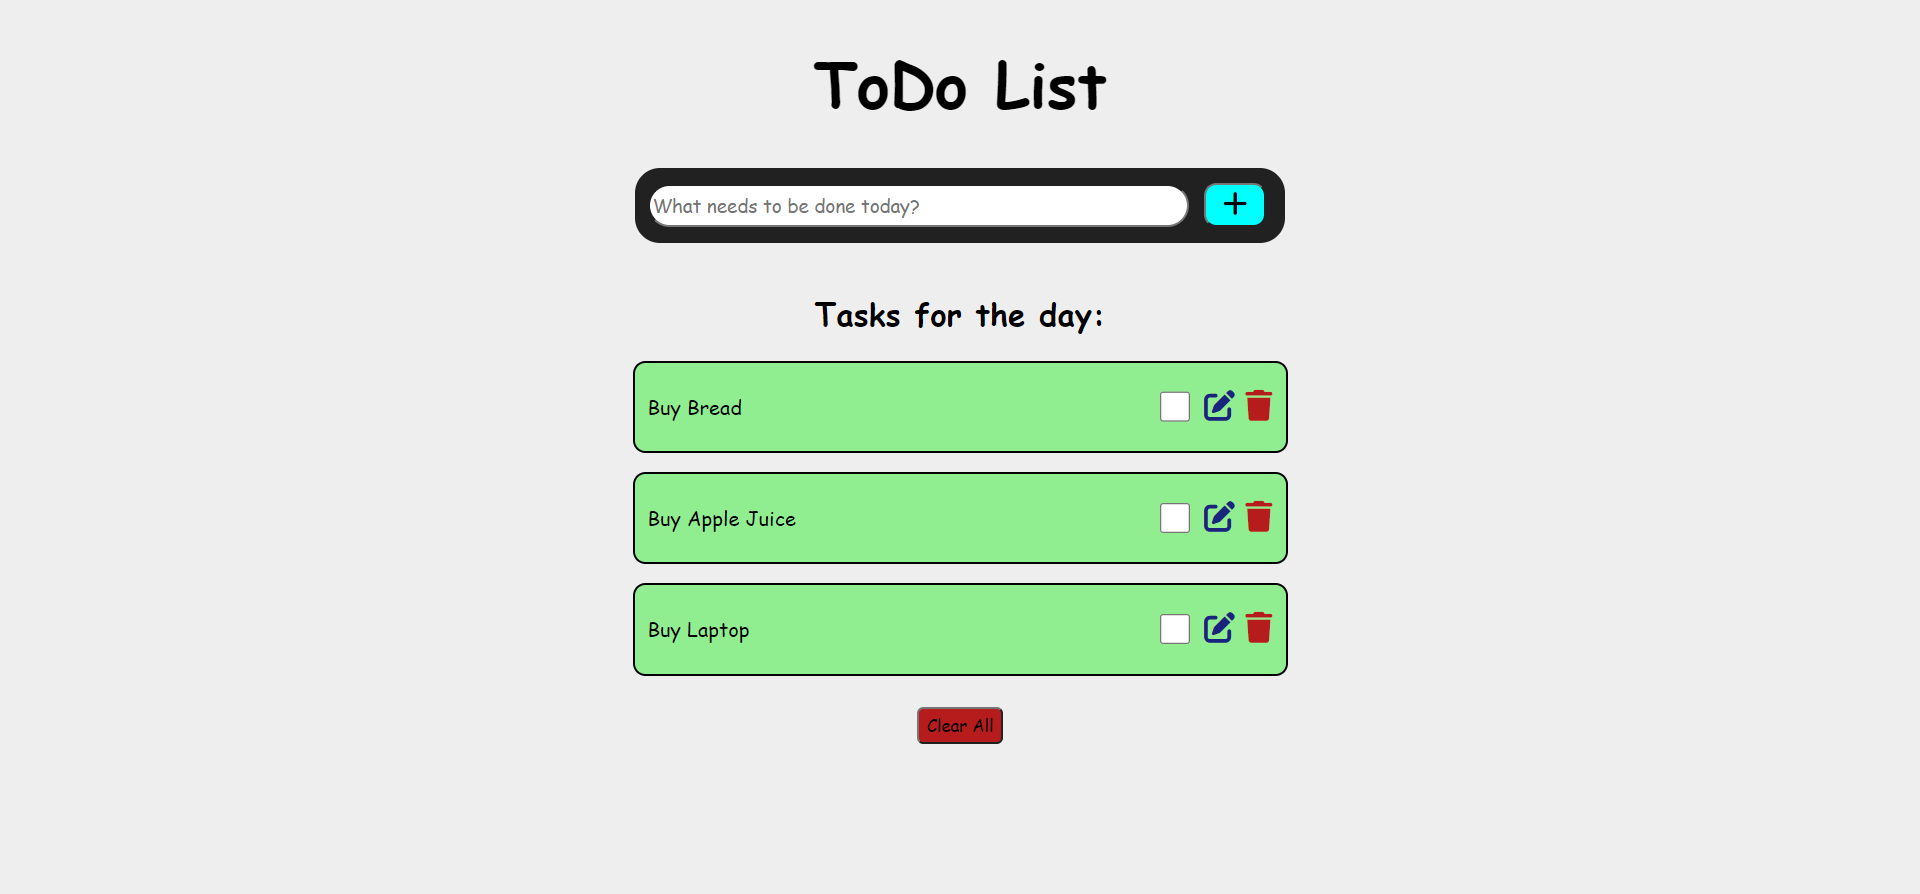 ToDo List
What needs to be done today?
Tasks for the day:
Buy Bread
Buy Apple Juice
Buy Laptop
Clear All